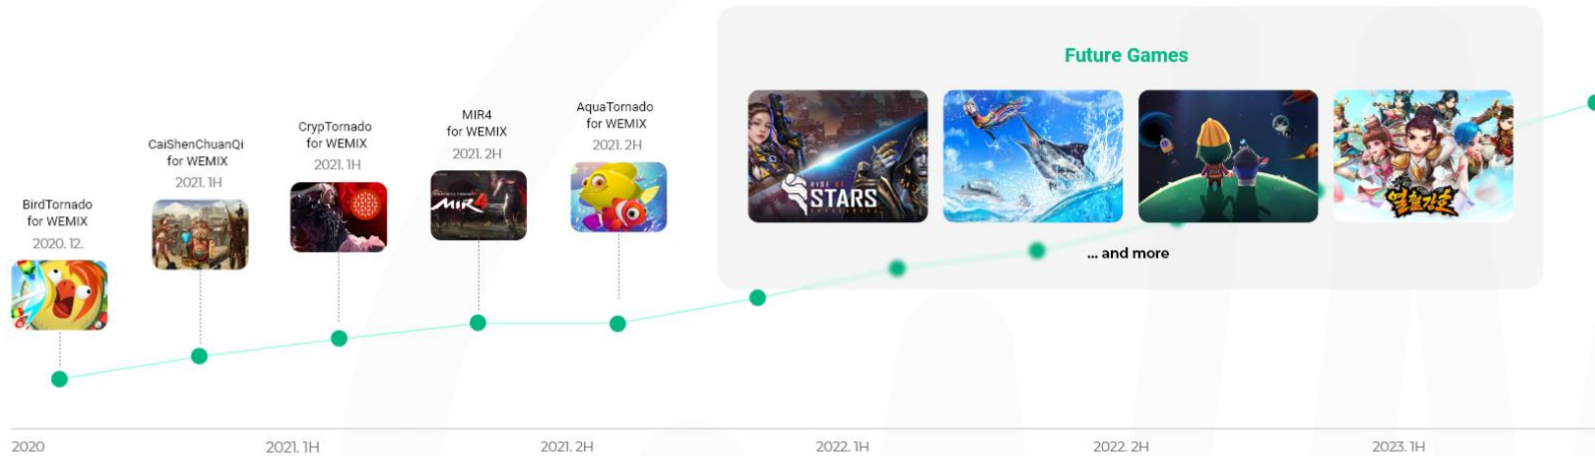 BirdTornado
for WEMIX
2020. 12.
CaiShenChuanQi
for WEMIX
2021. 1H
CrypTornado
for WEMIX
2021. 1H
MIR4
for WEMIX
2021. 2H
MIR4
AquaTornado
for WEMIX
2021. 2H
Future Games
RISE OF
STARS
열혈강호
... and more
2020
2021. 1H
2021. 2H
2022. 1H
2022. 2H
2023. 1H